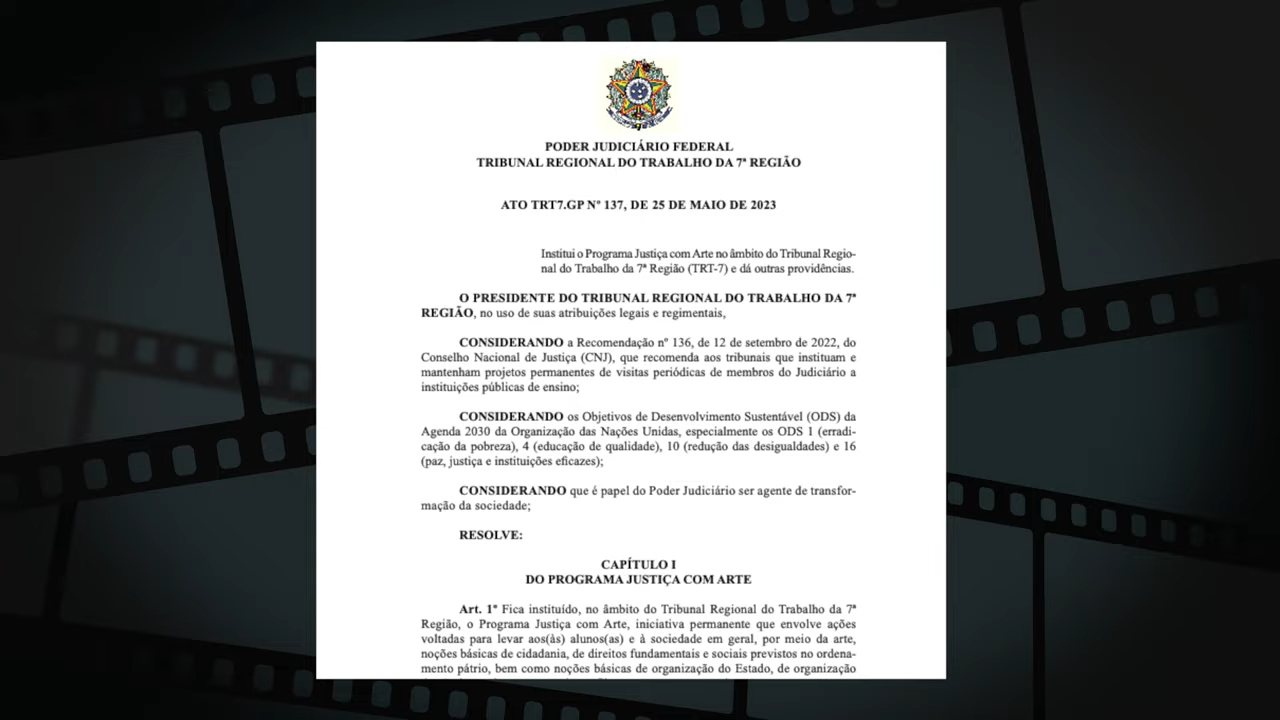 PODER JUDICIÁRIO FEDERAL
TRIBUNAL REGIONAL DO TRABALHO DA 7ª REGIÃO
ATO TRT7.GP Nº 137, DE 25 DE MAIO DE 2023
Institui o Programa Justiça com Arte no âmbito do Tribunal Regio-
nal do Trabalho da 7ª Região (TRT-7) e dá outras providências.
O PRESIDENTE DO TRIBUNAL REGIONAL DO TRABALHO DA 7ª
REGIÃO, no uso de suas atribuições legais e regimentais,
CONSIDERANDO a Recomendação nº 136, de 12 de setembro de 2022, do
Conselho Nacional de Justiça (CNJ), que recomenda aos tribunais que instituam e
mantenham projetos permanentes de visitas periódicas de membros do Judiciário a
instituições públicas de ensino;
CONSIDERANDO os Objetivos de Desenvolvimento Sustentável (ODS) da
Agenda 2030 da Organização das Nações Unidas, especialmente os ODS 1 (erradi-
cação da pobreza), 4 (educação de qualidade), 10 (redução das desigualdades) e 16
(paz, justiça e instituições eficazes);
CONSIDERANDO que é papel do Poder Judiciário ser agente de transfor-
mação da sociedade;
RESOLVE:
CAPÍTULO I
DO PROGRAMA JUSTIÇA COM ARTE
Art. 1º Fica instituído, no âmbito do Tribunal Regional do Trabalho da 7ª
Região, o Programa Justiça com Arte, iniciativa permanente que envolve ações
voltadas para levar aos(às) alunos(as) e à sociedade em geral, por meio da arte,
noções básicas de cidadania, de direitos fundamentais e sociais previstos no ordena-
mento pátrio, bem como noções básicas de organização do Estado, de organização